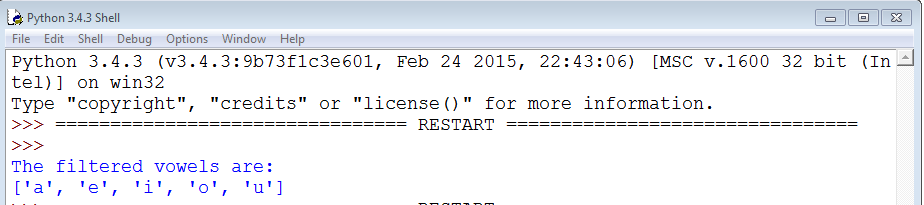 Python 3.4.3 Shell
File Edit Shell Debug Options Window Help
Python 3.4.3 (v3.4.3:9b73f1c3e601, Feb 24 2015, 22:43:06) [MSC v.1600 32 bit (In
tel)] on win32
Type "copyright", "credits" or "license()" for more information.
>>> ================================ RESTART ================================
>>>
The filtered vowels are:
['a', 'e', 'i', 'o', 'u']